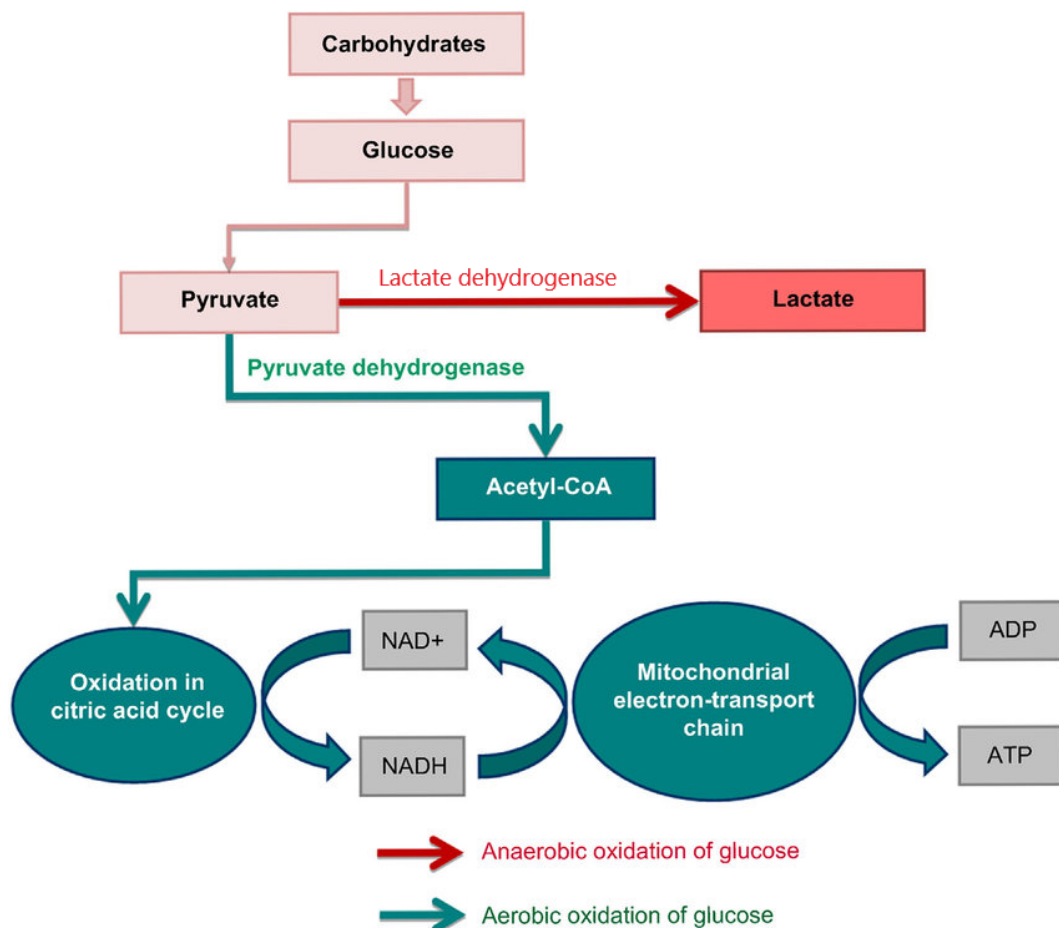 Carbohydrates
Glucose
Lactate dehydrogenase
Pyruvate
Lactate
Pyruvate dehydrogenase
Acetyl-CoA
Oxidation in
citric acid cycle
NAD+
NADH
Mitochondrial
electron-transport
chain
ADP
ATP
Anaerobic oxidation of glucose
Aerobic oxidation of glucose